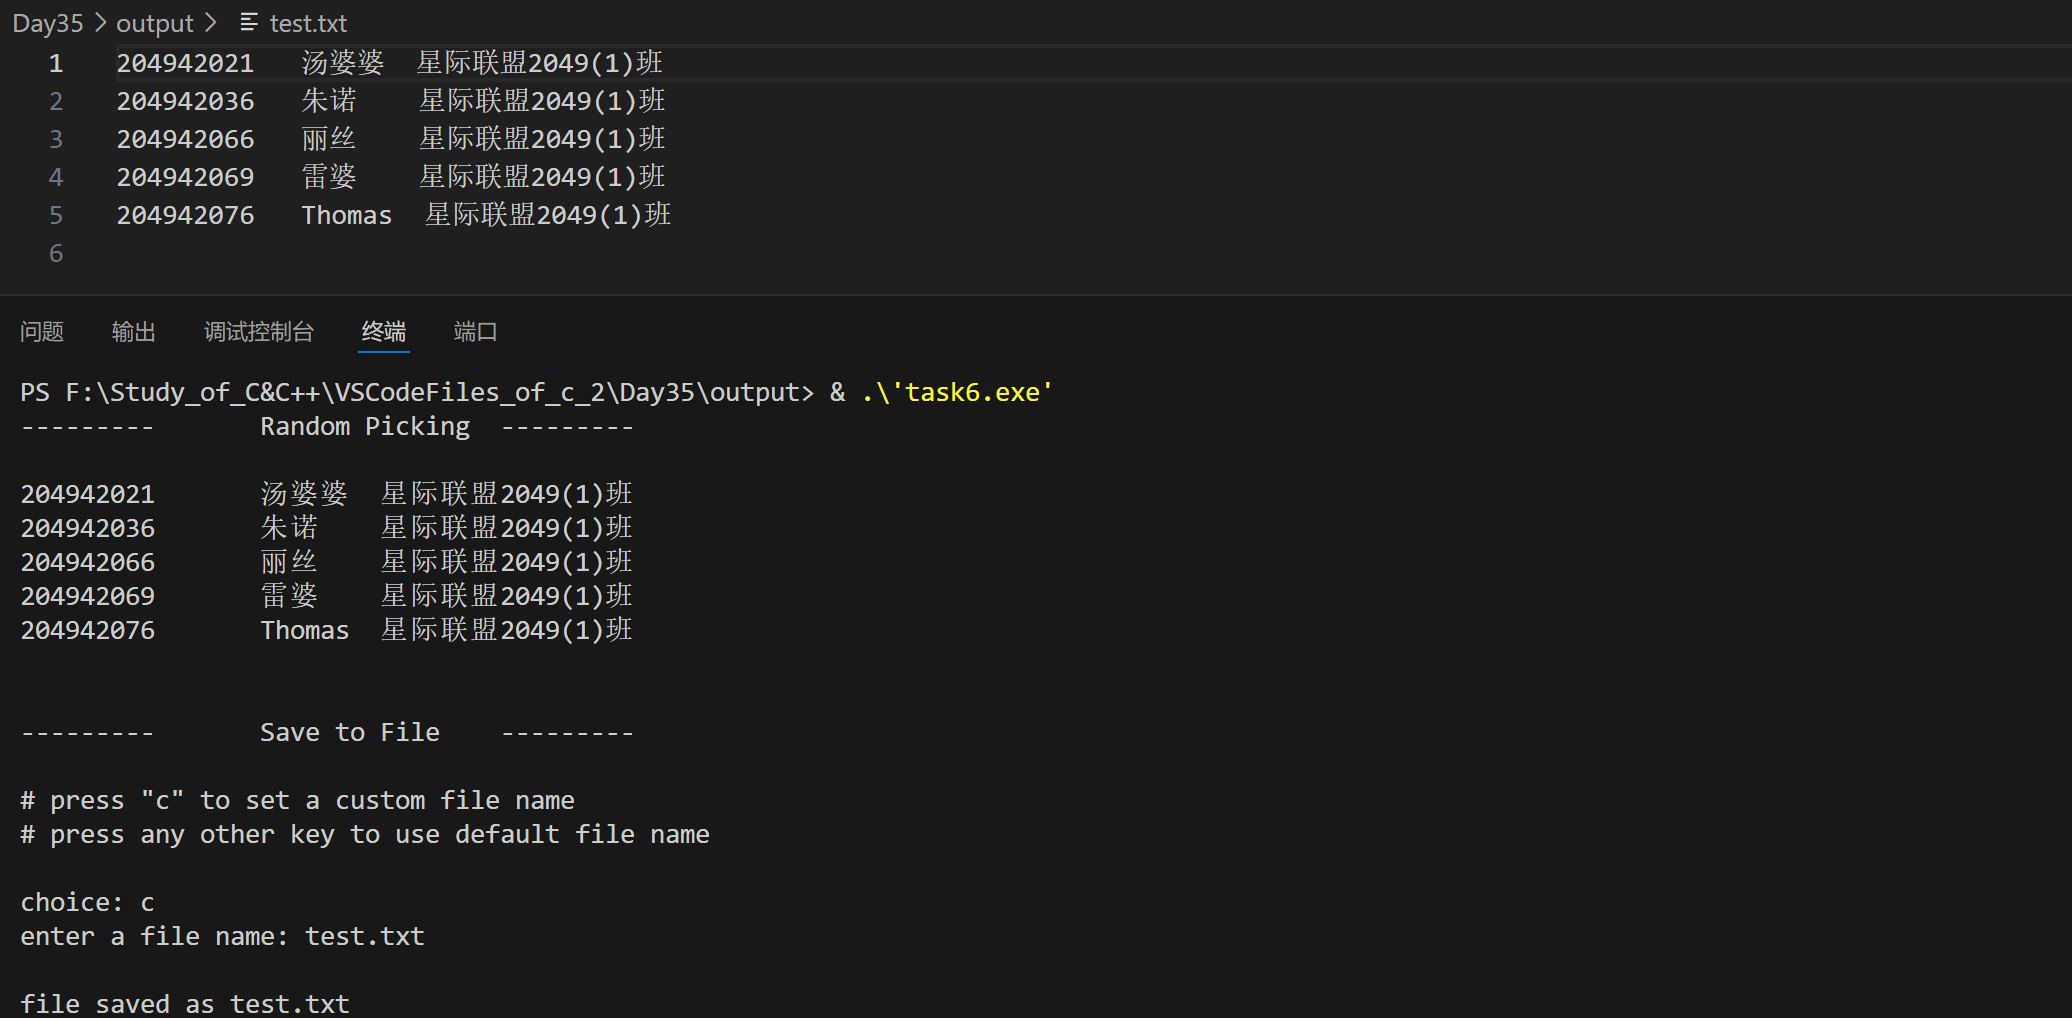 Day35 > output > test.txt
1 204942021 汤婆婆 星际联盟2049(1)班
2 204942036 朱诺 星际联盟2049(1)班
3 204942066 丽丝 星际联盟2049(1)班
4 204942069 雷婆 星际联盟2049(1)班
5 204942076 Thomas 星际联盟2049(1)班
6
问题 输出 调试控制台 终端 端口
PS F:\Study_of_C&C++\VSCodeFiles_of_c_2\Day35\output> & .\'task6.exe'
--------- Random Picking ---------
204942021 汤婆婆 星际联盟2049(1)班
204942036 朱诺 星际联盟2049(1)班
204942066 丽丝 星际联盟2049(1)班
204942069 雷婆 星际联盟2049(1)班
204942076 Thomas 星际联盟2049(1)班
--------- Save to File ---------
# press "c" to set a custom file name
# press any other key to use default file name
choice: c
enter a file name: test.txt
file saved as test.txt